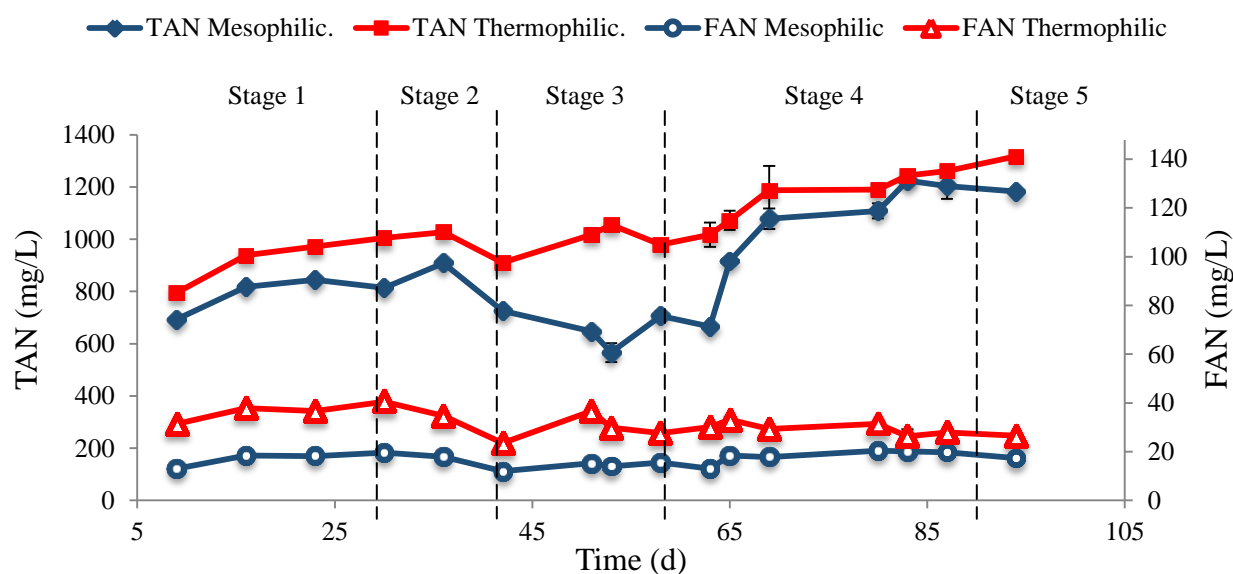 TAN Mesophilic. TAN Thermophilic. FAN Mesophilic FAN Thermophilic
Stage 1 Stage 2 Stage 3 Stage 4 Stage 5
1400
1200
1000
800
600
400
200
0
TAN (mg/L)
140
120
100
80
60
40
20
0
FAN (mg/L)
5 25 45 65 85 105
Time (d)